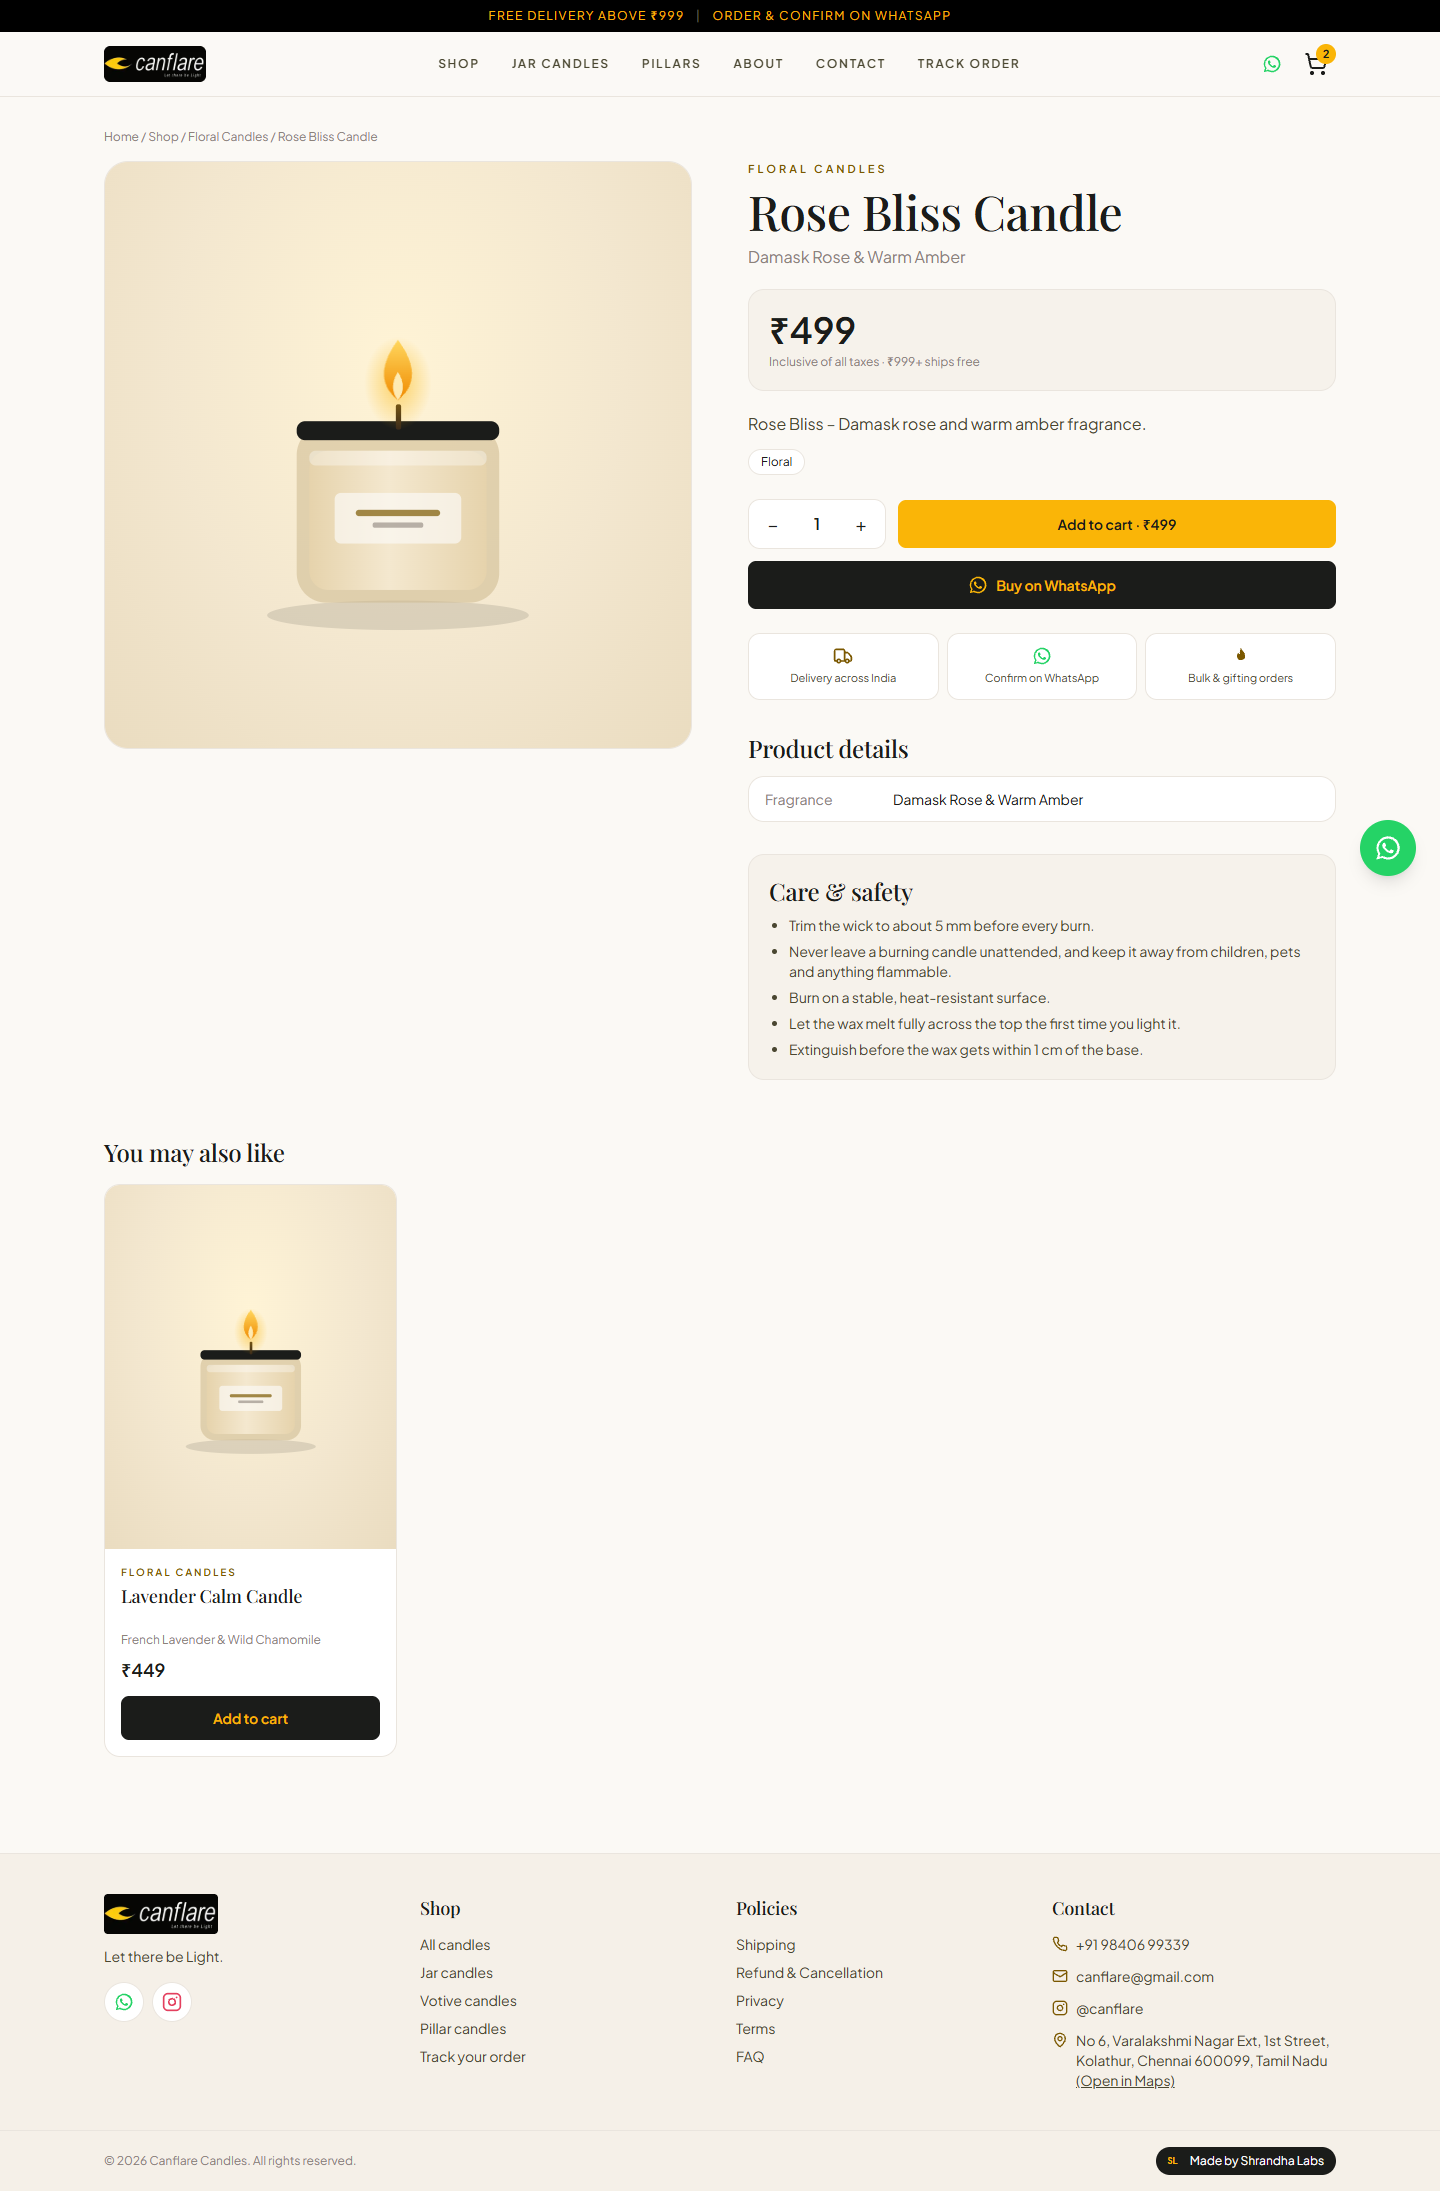 FREE DELIVERY ABOVE ₹999 | ORDER & CONFIRM ON WHATSAPP
canflare
Let there be Light
SHOP JAR CANDLES PILLARS ABOUT CONTACT TRACK ORDER
2
Home / Shop / Floral Candles / Rose Bliss Candle
FLORAL CANDLES
Rose Bliss Candle
Damask Rose & Warm Amber
₹499
Inclusive of all taxes · ₹999+ ships free
Rose Bliss – Damask rose and warm amber fragrance.
Floral
− 1 +
Add to cart · ₹499
Buy on WhatsApp
Delivery across India
Confirm on WhatsApp
Bulk & gifting orders
Product details
Fragrance Damask Rose & Warm Amber
Care & safety
• Trim the wick to about 5 mm before every burn.
• Never leave a burning candle unattended, and keep it away from children, pets
and anything flammable.
• Burn on a stable, heat-resistant surface.
• Let the wax melt fully across the top the first time you light it.
• Extinguish before the wax gets within 1 cm of the base.
You may also like
FLORAL CANDLES
Lavender Calm Candle
French Lavender & Wild Chamomile
₹449
Add to cart
canflare
Let there be Light
Let there be Light.
Shop
All candles
Jar candles
Votive candles
Pillar candles
Track your order
Policies
Shipping
Refund & Cancellation
Privacy
Terms
FAQ
Contact
+91 98406 99339
canflare@gmail.com
@canflare
No 6, Varalakshmi Nagar Ext, 1st Street,
Kolathur, Chennai 600099, Tamil Nadu
(Open in Maps)
© 2026 Canflare Candles. All rights reserved.
SL Made by Shrandha Labs